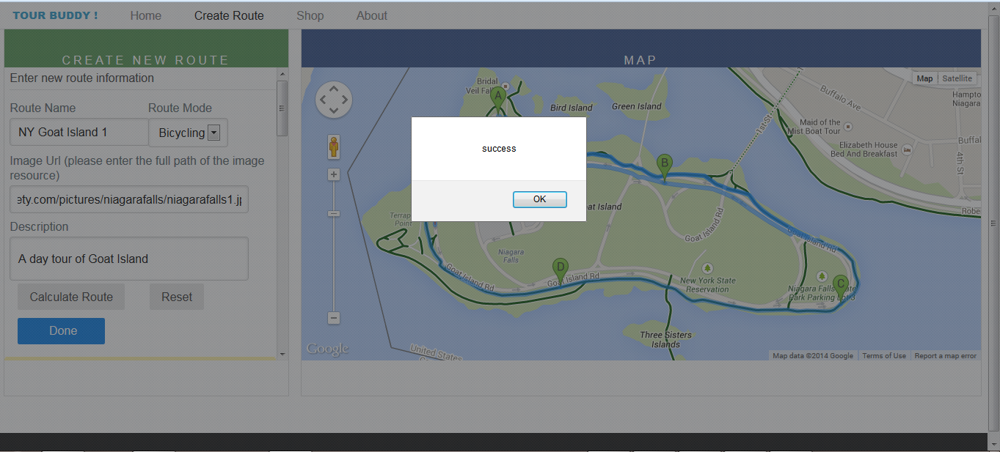 TOUR BUDDY ! Home Create Route Shop About
CREATE NEW ROUTE
Enter new route information
Route Name Route Mode
NY Goat Island 1 Bicycling
Image Url (please enter the full path of the image
resource)
ety.com/pictures/niagarafalls/niagarafalls1.jp
Description
A day tour of Goat Island
Calculate Route Reset
Done
MAP
Map Satellite
Bridal
Veil Fall
A
Bird Island
Green Island
1st St
Buffalo Ave
Hampto
Niagara
Maid of the
Mist Boat Tour
Elizabeth House
Bed And Breakfast
Buffal
4th St
Robe
success
OK
B
at Island
Terrap
Point
Goat Island Rd
Goat Island Rd
Niagara
Falls
D
Goat Island Rd
Goat Island Rd
New York State
Reservation
C
Niagara Falls State
Park Parking Lot 3
Three Sisters
Islands
United States
Google
Map data ©2014 Google Terms of Use Report a map error